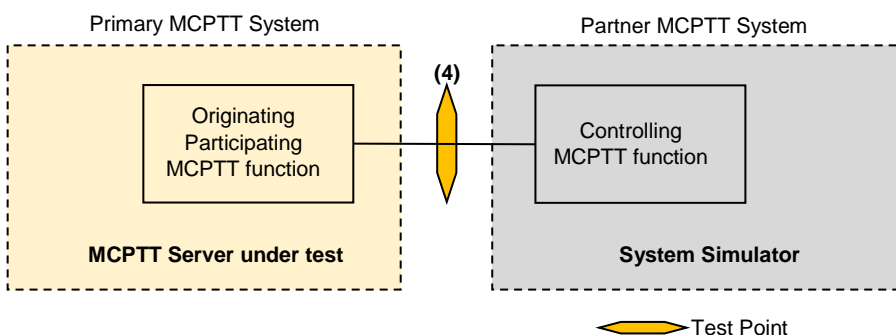 Primary MCPTT System
Partner MCPTT System
(4)
Originating
Participating
MCPTT function
Controlling
MCPTT function
MCPTT Server under test
System Simulator
Test Point